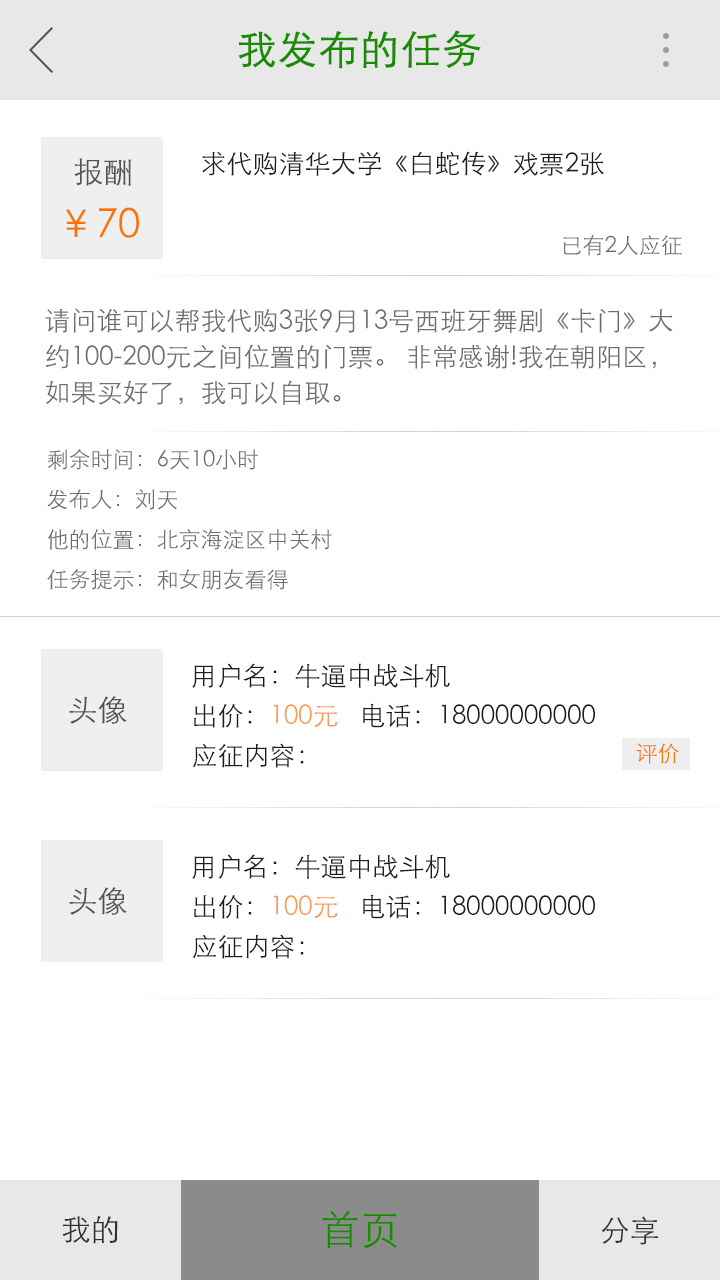 我发布的任务
报酬
¥ 70
求代购清华大学《白蛇传》戏票2张
已有2人应征
请问谁可以帮我代购3张9月13号西班牙舞剧《卡门》大
约100-200元之间位置的门票。 非常感谢!我在朝阳区，
如果买好了，我可以自取。
剩余时间：6天10小时
发布人：刘天
他的位置：北京海淀区中关村
任务提示：和女朋友看得
头像
用户名：牛逼中战斗机
出价：100元 电话：18000000000
应征内容：
评价
头像
用户名：牛逼中战斗机
出价：100元 电话：18000000000
应征内容：
我的
首页
分享